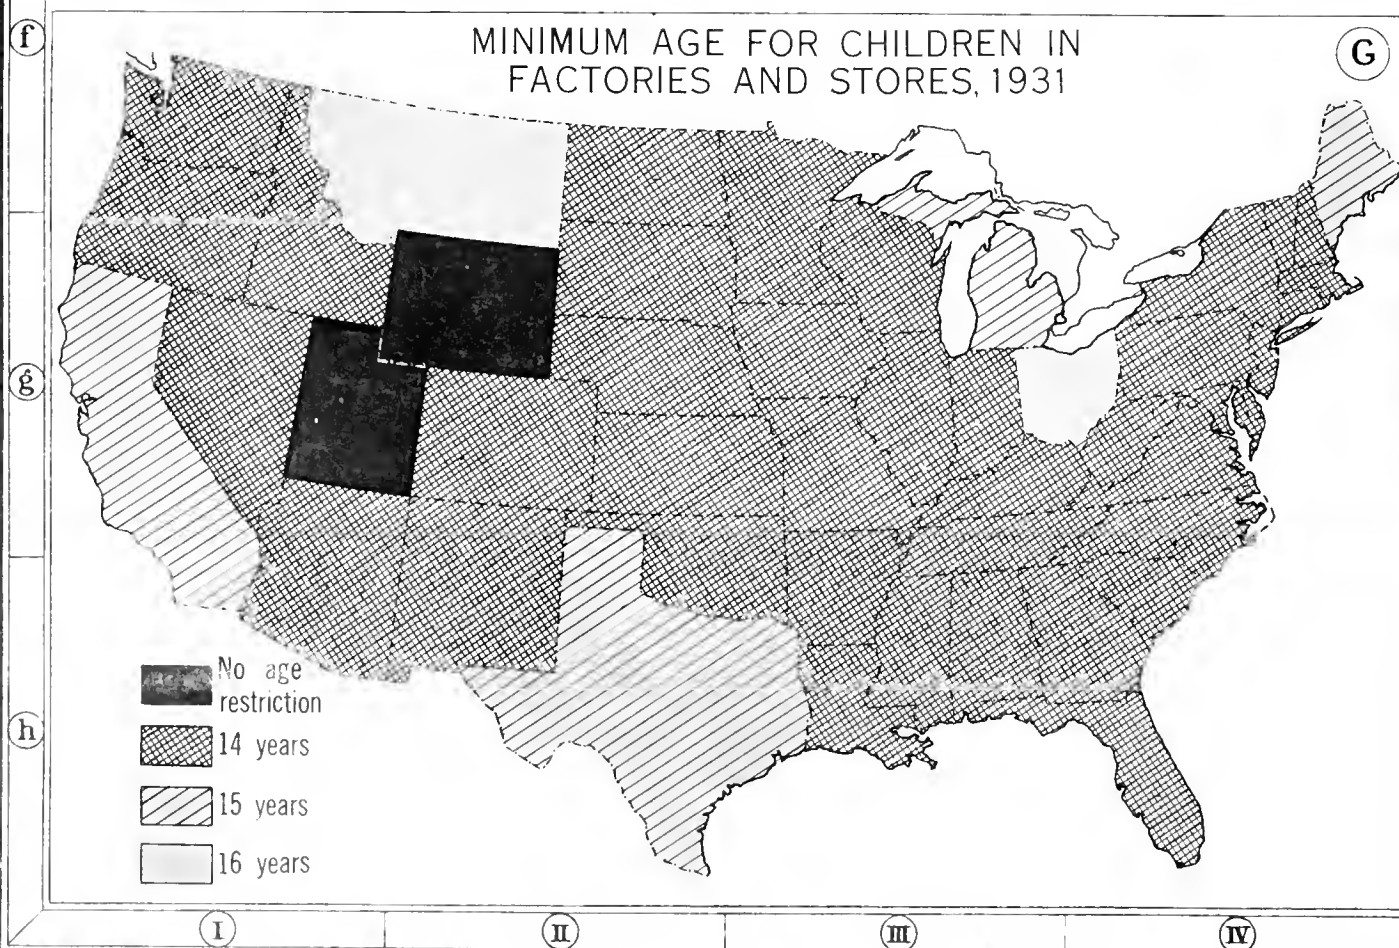 f
MINIMUM AGE FOR CHILDREN IN
FACTORIES AND STORES, 1931
G
g
h
No age
restriction
14 years
15 years
16 years
I
II
III
IV